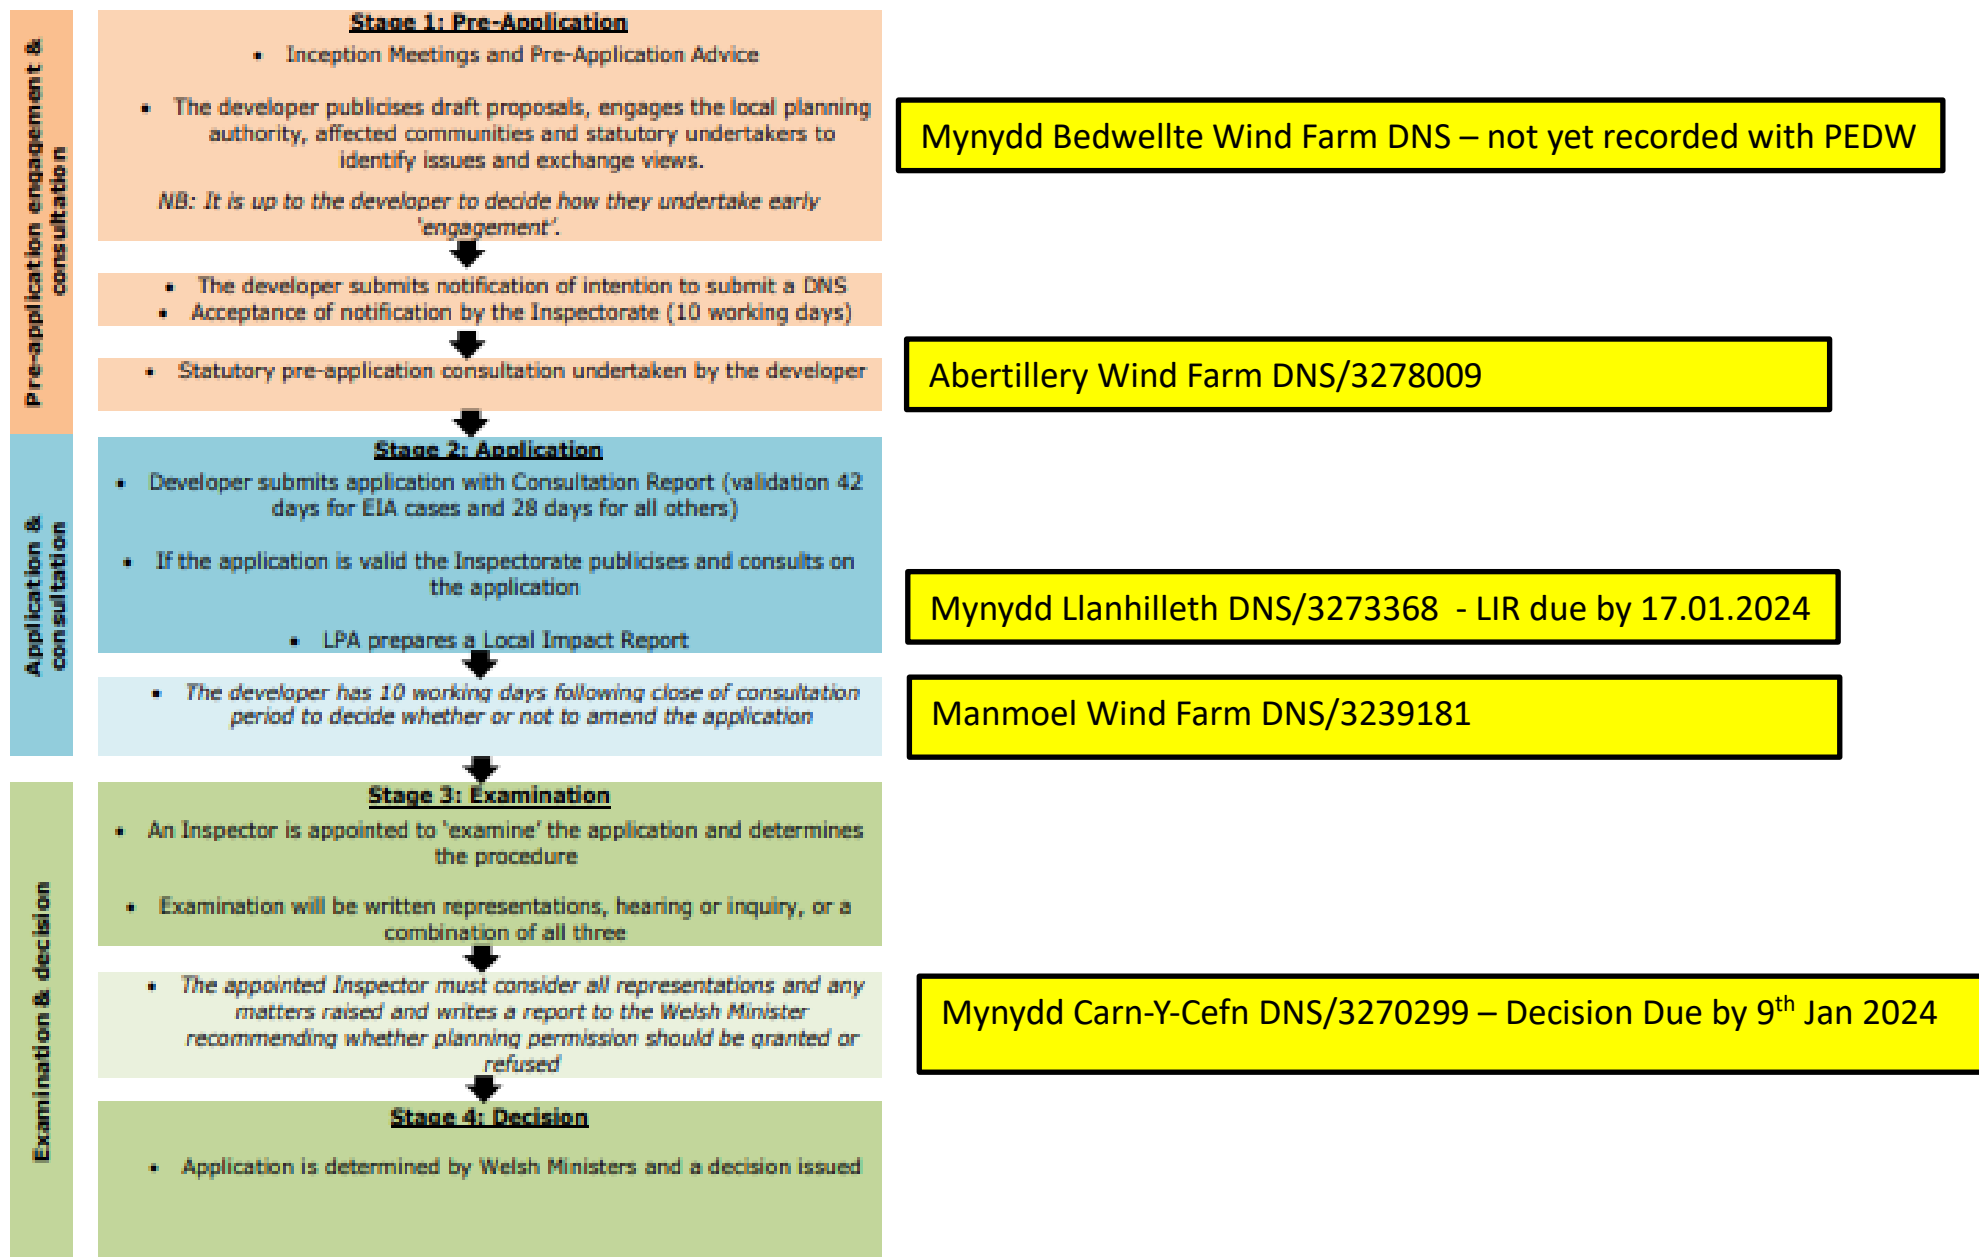 Pre-application engagement &
consultation
Stage 1: Pre-Application
• Inception Meetings and Pre-Application Advice
• The developer publicises draft proposals, engages the local planning
authority, affected communities and statutory undertakers to
identify issues and exchange views.
NB: It is up to the developer to decide how they undertake early
'engagement'.
Mynydd Bedwellte Wind Farm DNS – not yet recorded with PEDW
• The developer submits notification of intention to submit a DNS
• Acceptance of notification by the Inspectorate (10 working days)
• Statutory pre-application consultation undertaken by the developer
Abertillery Wind Farm DNS/3278009
Application &
consultation
Stage 2: Application
• Developer submits application with Consultation Report (validation 42
days for EIA cases and 28 days for all others)
• If the application is valid the Inspectorate publicises and consults on
the application
• LPA prepares a Local Impact Report
Mynydd Llanhilleth DNS/3273368 - LIR due by 17.01.2024
• The developer has 10 working days following close of consultation
period to decide whether or not to amend the application
Manmoel Wind Farm DNS/3239181
Examination & decision
Stage 3: Examination
• An Inspector is appointed to 'examine' the application and determines
the procedure
• Examination will be written representations, hearing or inquiry, or a
combination of all three
• The appointed Inspector must consider all representations and any
matters raised and writes a report to the Welsh Minister
recommending whether planning permission should be granted or
refused
Mynydd Carn-Y-Cefn DNS/3270299 – Decision Due by 9th Jan 2024
Stage 4: Decision
• Application is determined by Welsh Ministers and a decision issued